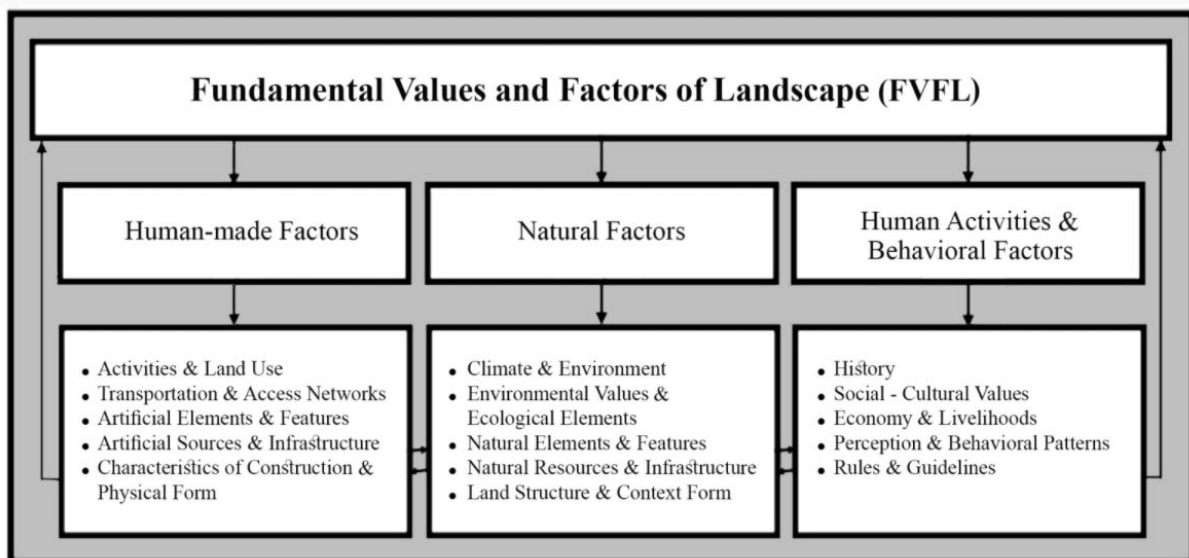 Fundamental Values and Factors of Landscape (FVFL)
Human-made Factors
Natural Factors
Human Activities &
Behavioral Factors
• Activities & Land Use
• Transportation & Access Networks
• Artificial Elements & Features
• Artificial Sources & Infrastructure
• Characteristics of Construction &
Physical Form
• Climate & Environment
• Environmental Values &
Ecological Elements
• Natural Elements & Features
• Natural Resources & Infrastructure
• Land Structure & Context Form
• History
• Social - Cultural Values
• Economy & Livelihoods
• Perception & Behavioral Patterns
• Rules & Guidelines